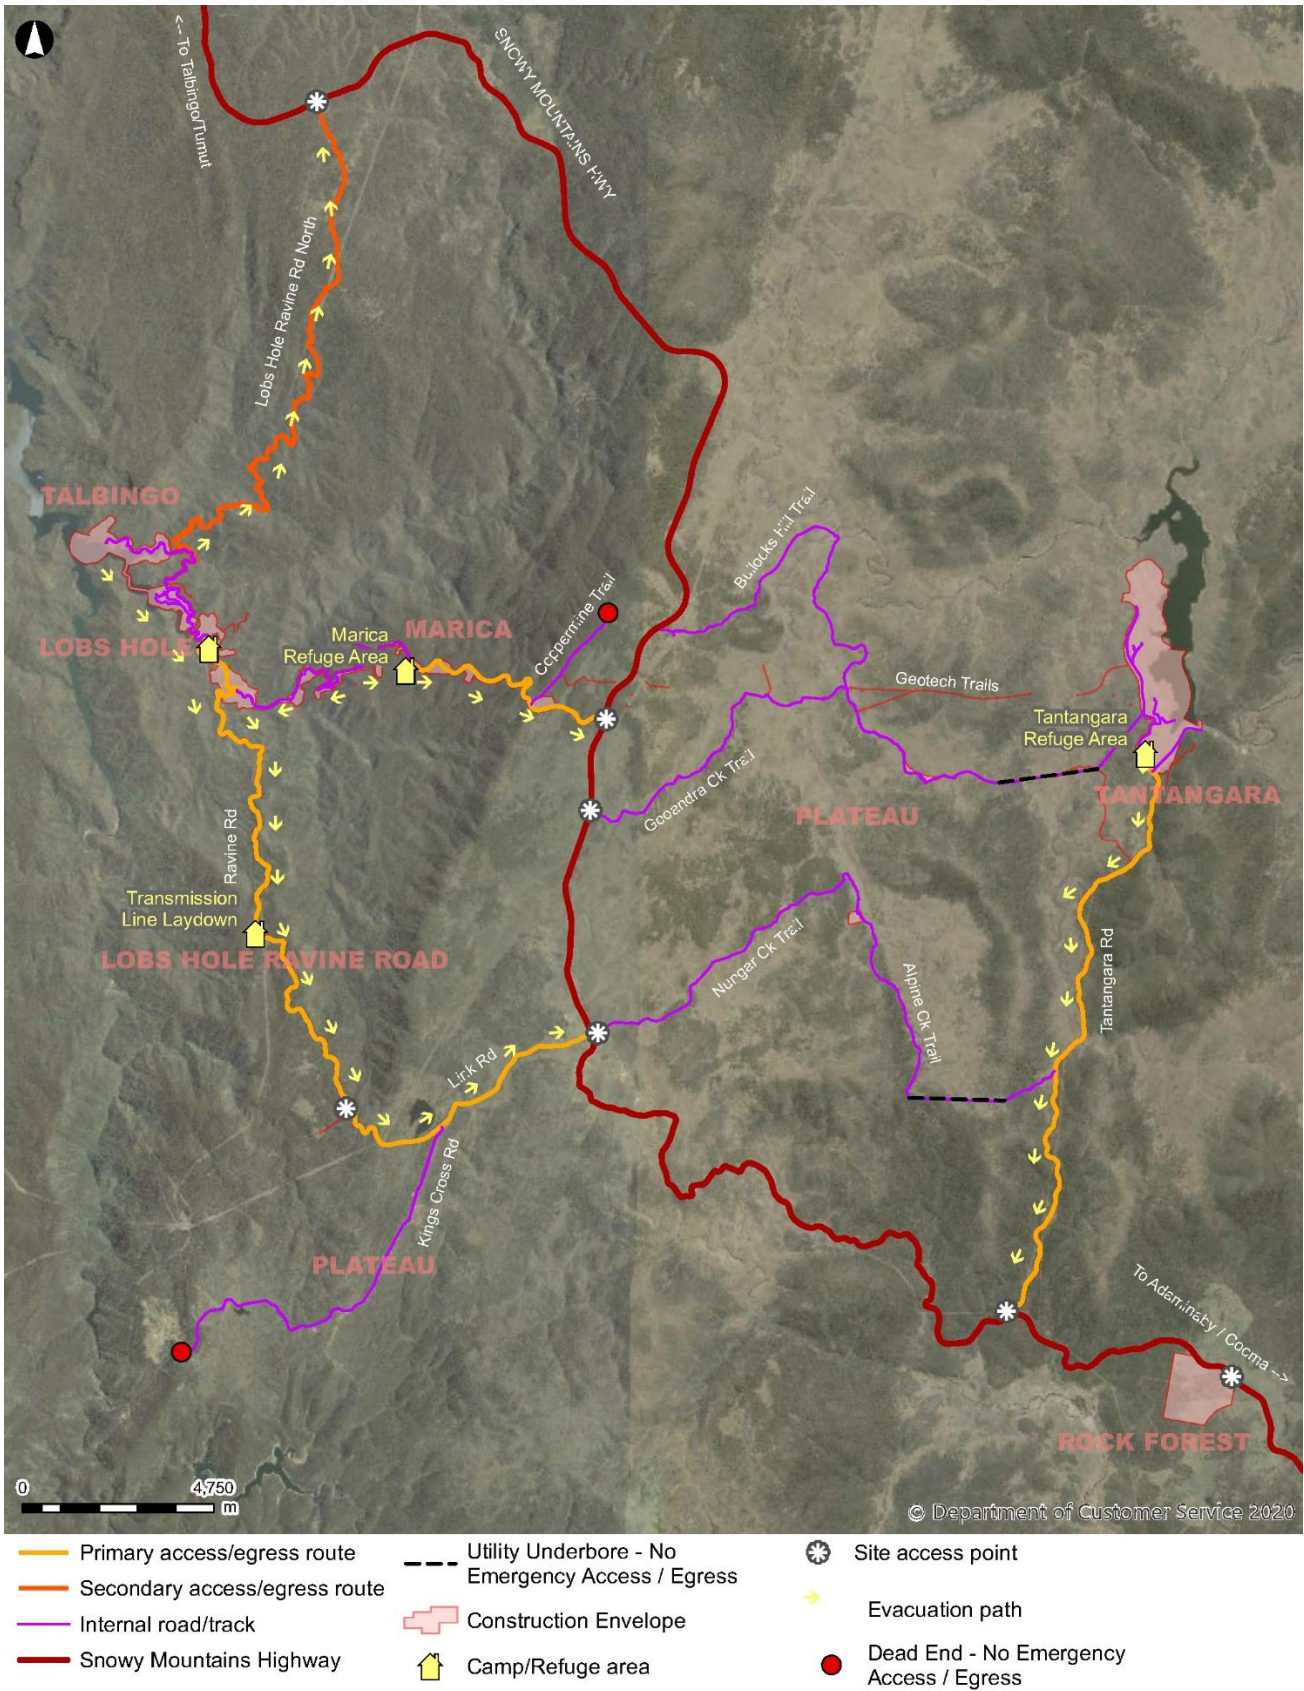 <--- To Talbingo/Tumut
SNOWY MOUNTAINS HWY
Lobs Hole Ravine Rd North
TALBINGO
Bullocks Hill Trail
Coppermine Trail
LOBS HOLE
Marica
Refuge Area
MARICA
Geotech Trails
Tantangara
Refuge Area
Gooandra Ck Trail
TANTANGARA
PLATEAU
Ravine Rd
Transmission
Line Laydown
LOBS HOLE RAVINE ROAD
Nungar Ck Trail
Alpine Ck Trail
Tantangara Rd
Link Rd
Kings Cross Rd
PLATEAU
To Adaminaby / Cooma --->
ROCK FOREST
0 4,750
m
© Department of Customer Service 2020
Primary access/egress route
Secondary access/egress route
Internal road/track
Snowy Mountains Highway
Utility Underbore - No
Emergency Access / Egress
Construction Envelope
Camp/Refuge area
Site access point
Evacuation path
Dead End - No Emergency
Access / Egress